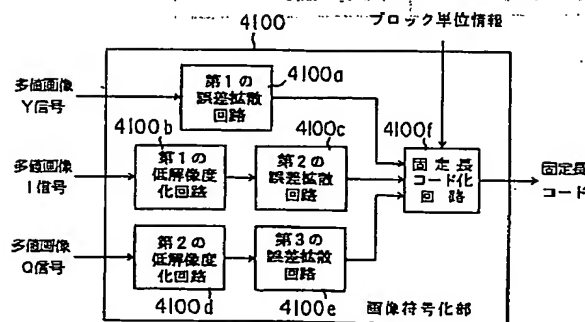 4100
ブロック単位情報
多値画像
Y信号
第1の
誤差拡散
回路
4100a
4100b
多値画像
I信号
第1の
低解像度
化回路
4100c
第2の
誤差拡散
回路
4100f
固定長
コード化
回路
固定長
コード
多値画像
Q信号
第2の
低解像度
化回路
4100d
第3の
誤差拡散
回路
4100e
画像符号化部